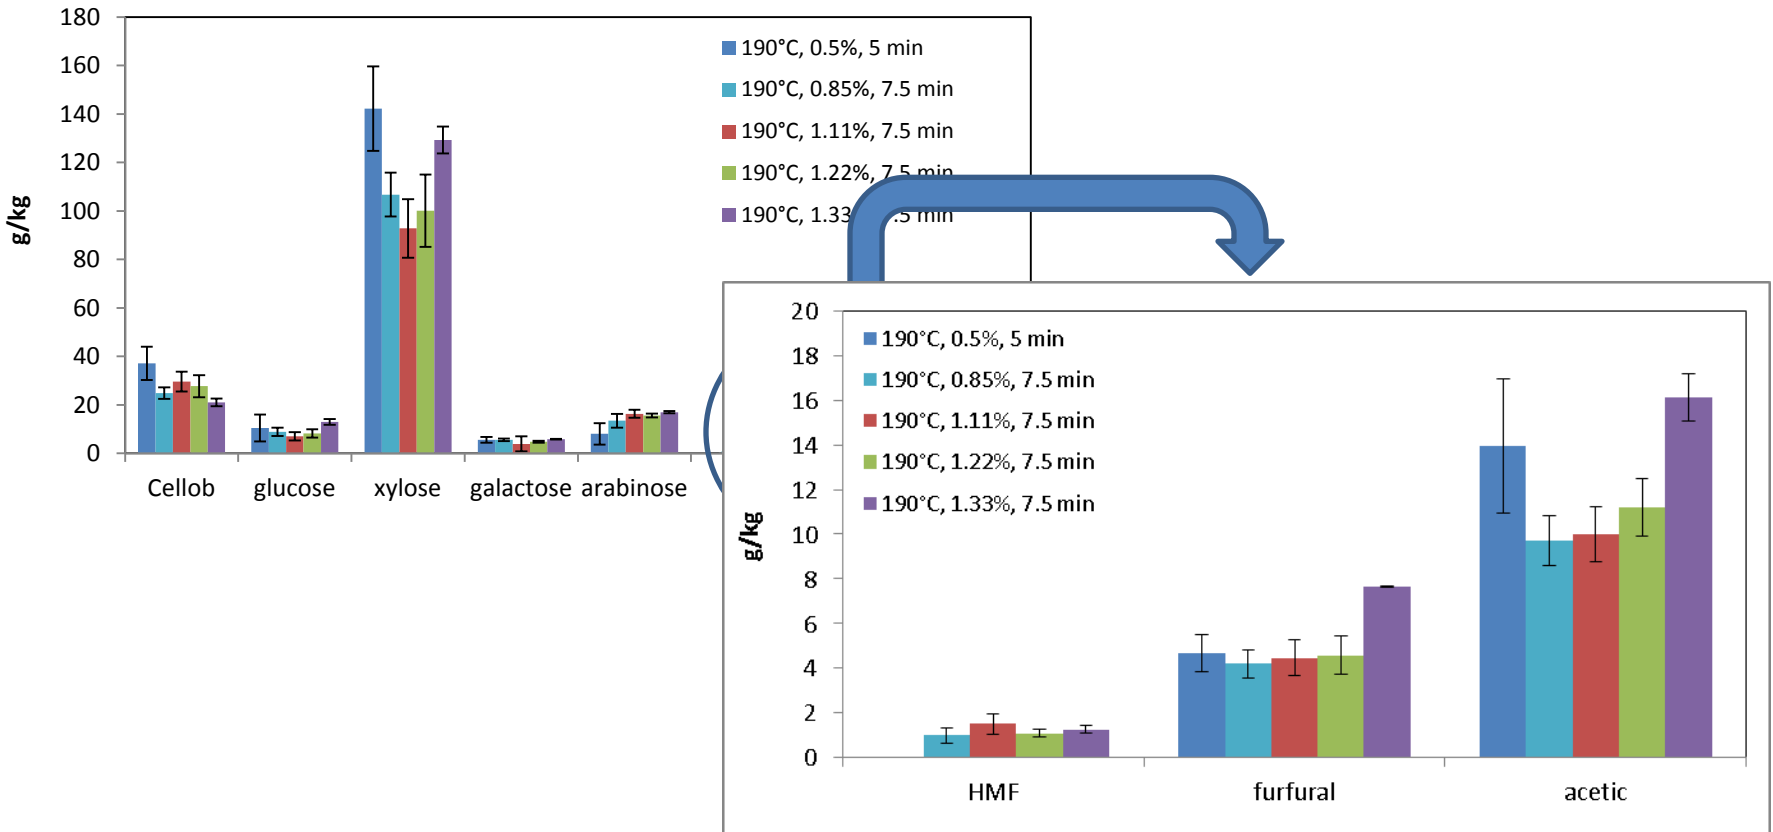 180
160
140
120
100
80
60
40
20
0
g/kg
190°C, 0.5%, 5 min
190°C, 0.85%, 7.5 min
190°C, 1.11%, 7.5 min
190°C, 1.22%, 7.5 min
190°C, 1.33 .5 min
Cellob glucose xylose galactose arabinose
20
18
16
14
12
10
8
6
4
2
0
g/kg
190°C, 0.5%, 5 min
190°C, 0.85%, 7.5 min
190°C, 1.11%, 7.5 min
190°C, 1.22%, 7.5 min
190°C, 1.33%, 7.5 min
HMF furfural acetic